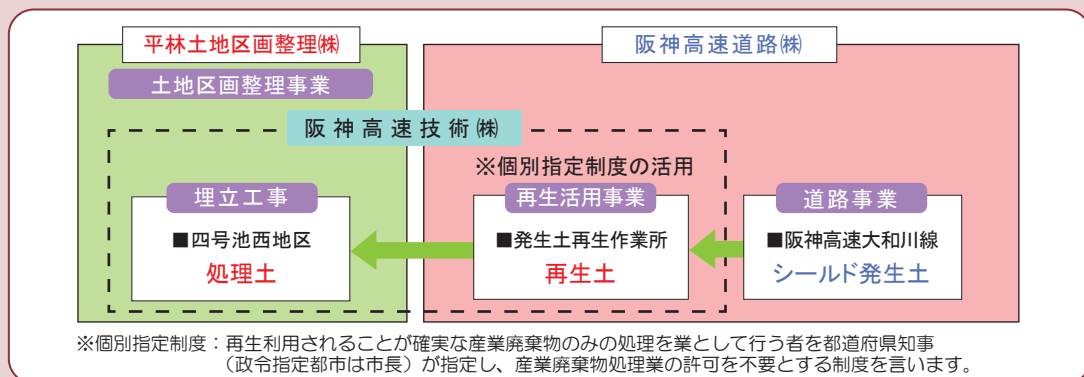 平林土地区画整理㈱
阪神高速道路㈱
土地区画整理事業
阪神高速技術㈱
※個別指定制度の活用
埋立工事
再生活用事業
道路事業
■四号池西地区
処理土
■発生土再生作業所
再生土
■阪神高速大和川線
シールド発生土
※個別指定制度：再生利用されることが確実な産業廃棄物のみの処理を業として行う者を都道府県知事
（政令指定都市は市長）が指定し、産業廃棄物処理業の許可を不要とする制度を言います。